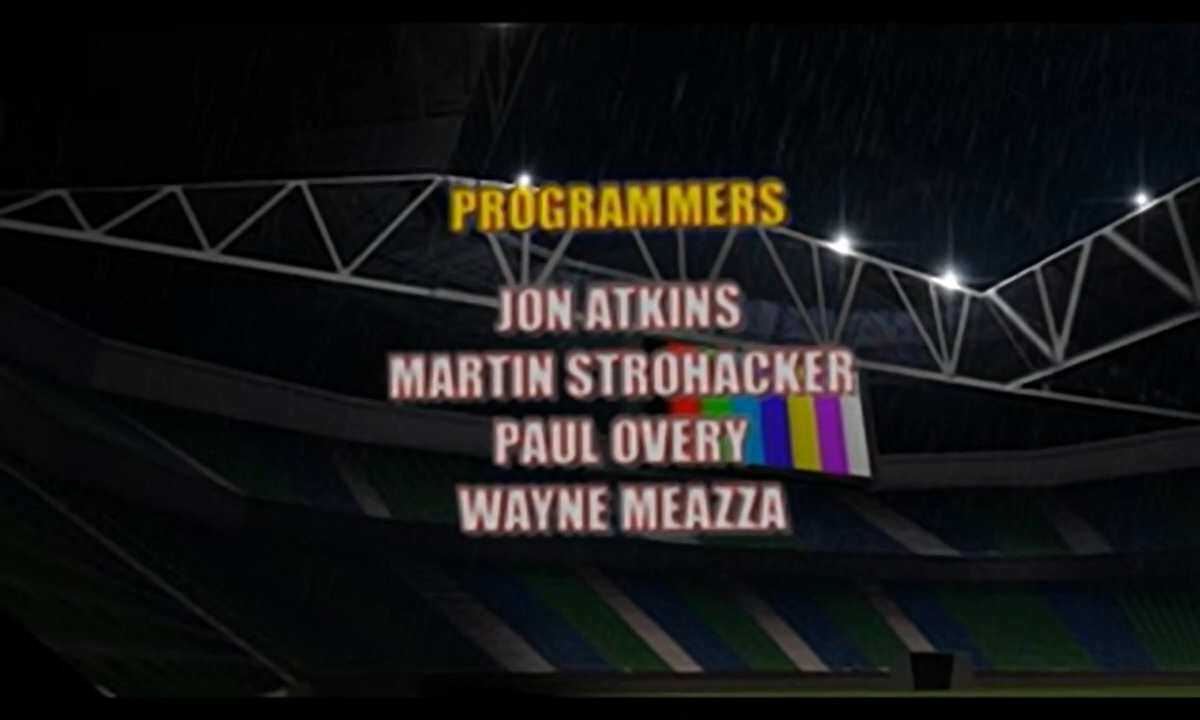 PROGRAMMERS
JON ATKINS
MARTIN STROHACKER
PAUL OVERY
WAYNE MEAZZA